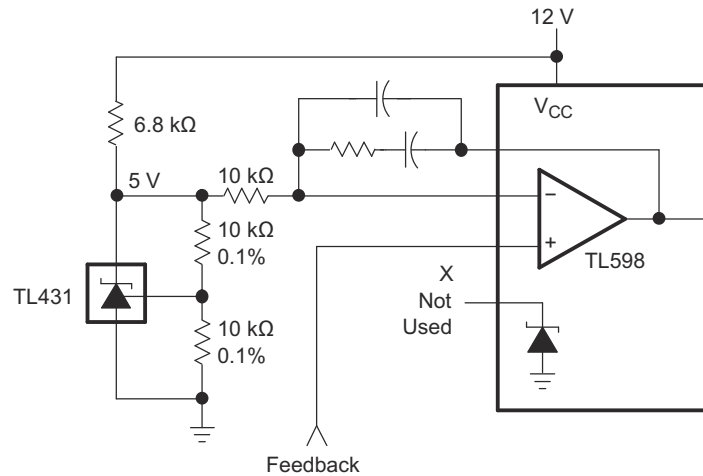 12 V
VCC
6.8 kΩ
5 V
10 kΩ
10 kΩ
0.1%
−
+
TL598
TL431
X
Not
Used
10 kΩ
0.1%
Feedback